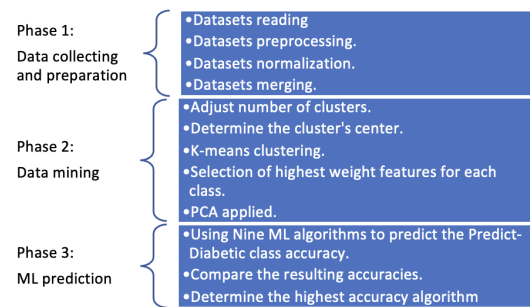 Phase 1:
Data collecting
and preparation
•Datasets reading
•Datasets preprocessing.
•Datasets normalization.
•Datasets merging.
Phase 2:
Data mining
•Adjust number of clusters.
•Determine the cluster's center.
•K-means clustering.
•Selection of highest weight features for each
class.
•PCA applied.
Phase 3:
ML prediction
•Using Nine ML algorithms to predict the Predict-
Diabetic class accuracy.
•Compare the resulting accuracies.
•Determine the highest accuracy algorithm